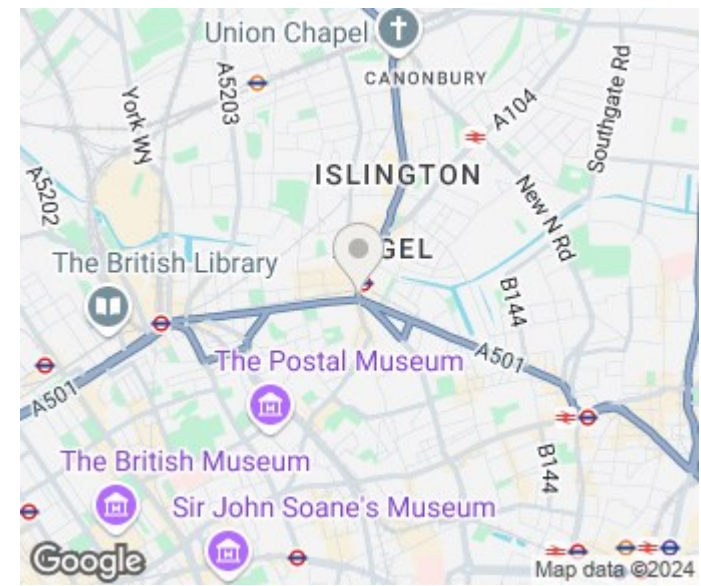 Union Chapel
CANONBURY
A5203
A104
Southgate Rd
York WY
ISLINGTON
A5202
New N Rd
GEL
The British Library
B144
A501
The Postal Museum
A501
The British Museum
B144
Sir John Soane's Museum
Google
Map data ©2024